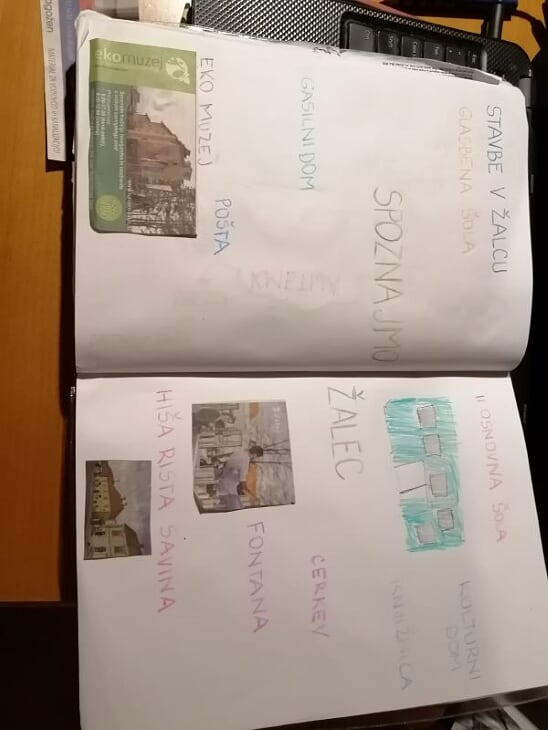 STAVBE V ŽALCU
GLASBENA ŠOLA
SPOZNAJMO
GASILNI DOM
POŠTA
EKO MUZEJ
ekomuzej
II OSNOVNA ŠOLA
KULTURNI
DOM
KNJIŽNICA
ŽALEC
CERKEV
FONTANA
HIŠA RISTA SAVINA